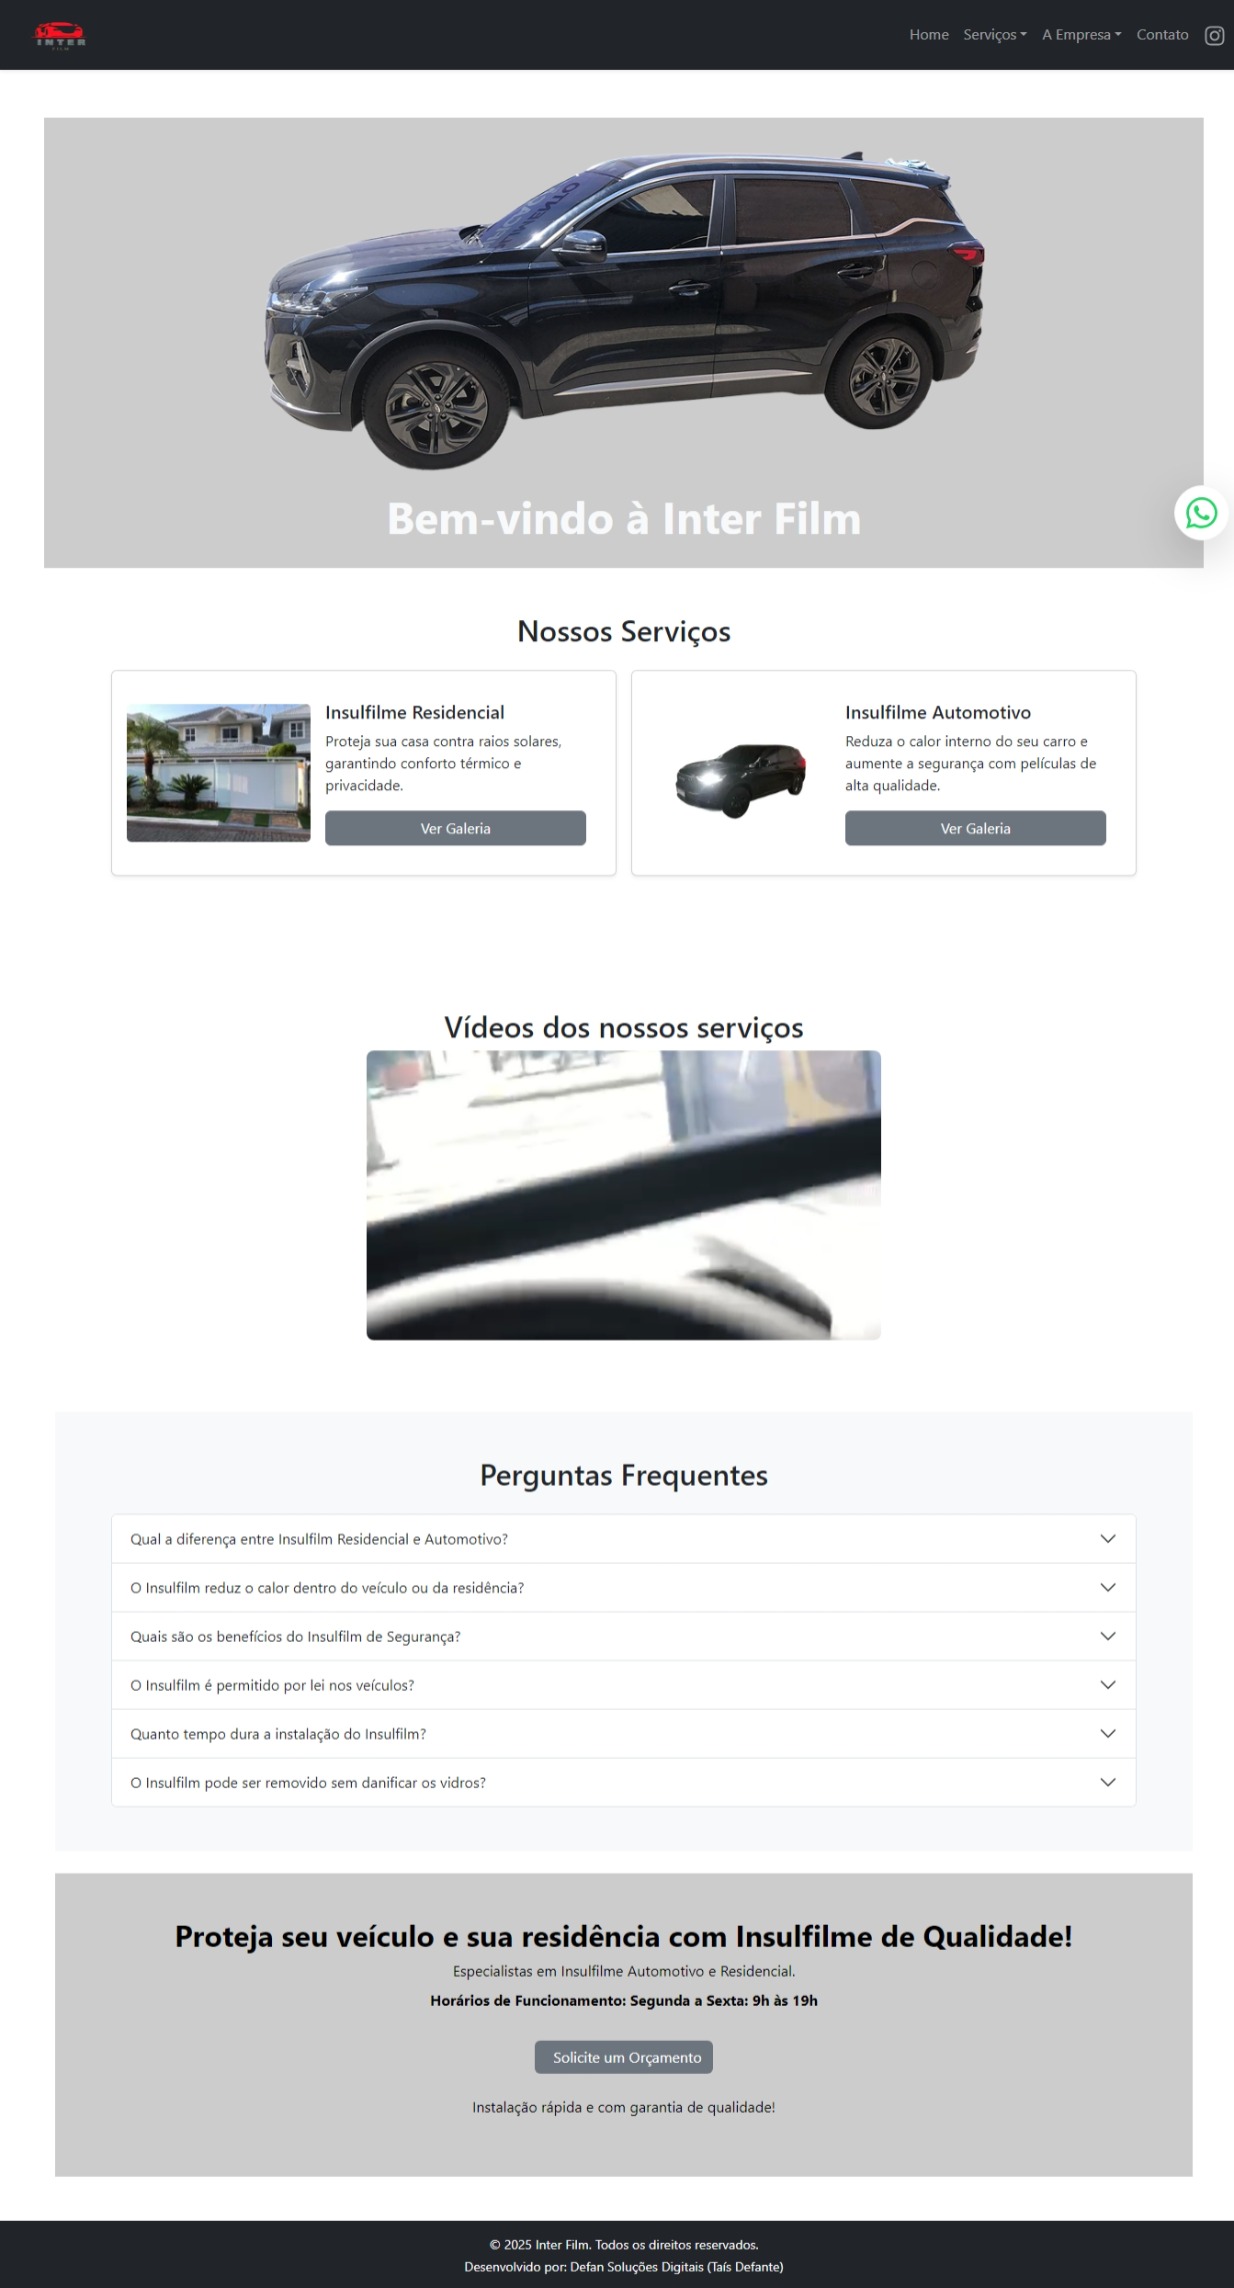 INTER
FILM
Home Serviços A Empresa Contato
Bem-vindo à Inter Film
Nossos Serviços
Insulfilme Residencial
Proteja sua casa contra raios solares,
garantindo conforto térmico e
privacidade.
Ver Galeria
Insulfilme Automotivo
Reduza o calor interno do seu carro e
aumente a segurança com películas de
alta qualidade.
Ver Galeria
Vídeos dos nossos serviços
Perguntas Frequentes
Qual a diferença entre Insulfilm Residencial e Automotivo?
O Insulfilm reduz o calor dentro do veículo ou da residência?
Quais são os benefícios do Insulfilm de Segurança?
O Insulfilm é permitido por lei nos veículos?
Quanto tempo dura a instalação do Insulfilm?
O Insulfilm pode ser removido sem danificar os vidros?
Proteja seu veículo e sua residência com Insulfilme de Qualidade!
Especialistas em Insulfilme Automotivo e Residencial.
Horários de Funcionamento: Segunda a Sexta: 9h às 19h
Solicite um Orçamento
Instalação rápida e com garantia de qualidade!
© 2025 Inter Film. Todos os direitos reservados.
Desenvolvido por: Defan Soluções Digitais (Taís Defante)